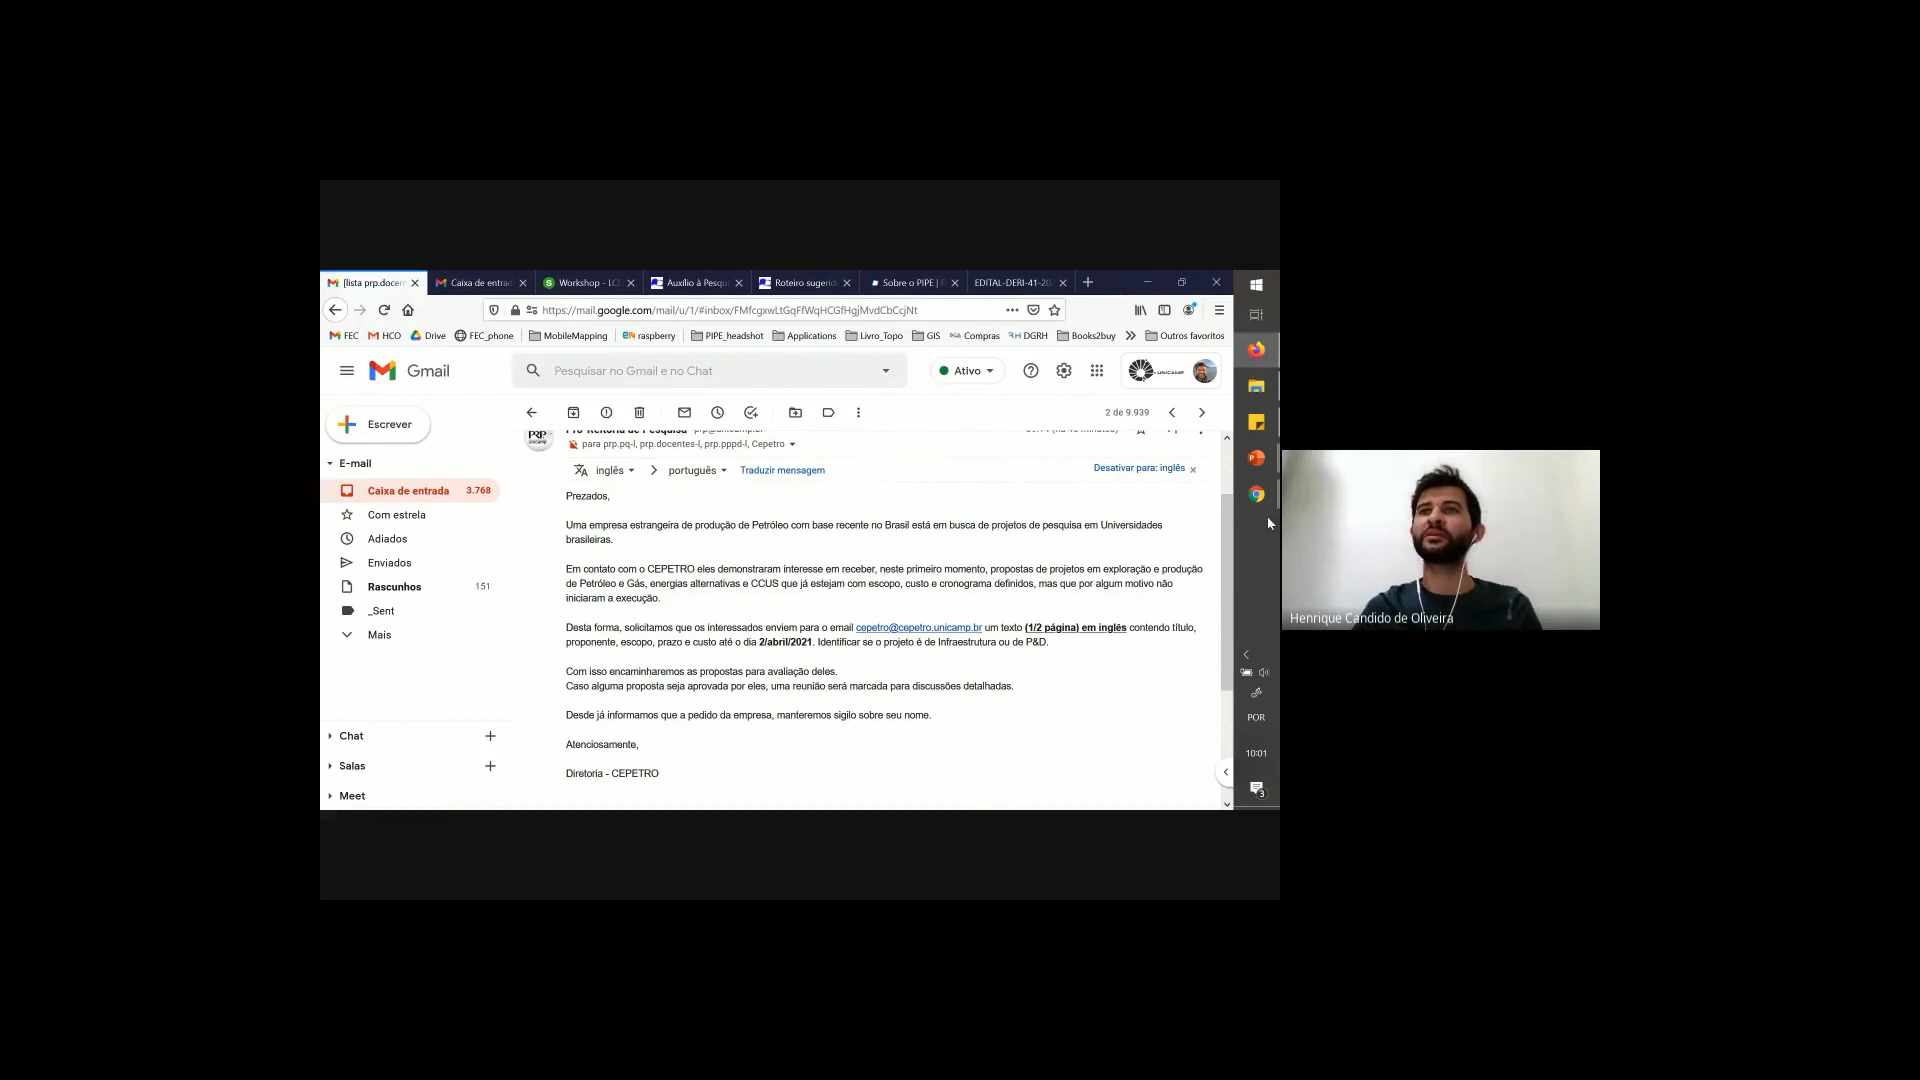 [lista prp.docen
Caixa de entrad
Workshop - LC
Auxílio à Pesqu
Roteiro sugerid
Sobre o PIPE | F
EDITAL-DERI-41-20
https://mail.google.com/mail/u/1/#inbox/FMfcgxwLtGqFfWqHCGfHgjMvdCbCcjNt
FEC
HCO
Drive
FEC_phone
MobileMapping
raspberry
PIPE_headshot
Applications
Livro_Topo
GIS
Compras
DGRH
Books2buy
Outros favoritos
Gmail
Pesquisar no Gmail e no Chat
Ativo
UNICAMP
Escrever
2 de 9.939
E-mail
Caixa de entrada 3.768
Com estrela
Adiados
Enviados
Rascunhos 151
_Sent
Mais
Chat
Salas
Meet
PRP
Pró-Reitoria de Pesquisa prp@unicamp.br
para prp.pq-l, prp.docentes-l, prp.pppd-l, Cepetro
inglês
português
Traduzir mensagem
Desativar para: inglês
Prezados,
Uma empresa estrangeira de produção de Petróleo com base recente no Brasil está em busca de projetos de pesquisa em Universidades
brasileiras.
Em contato com o CEPETRO eles demonstraram interesse em receber, neste primeiro momento, propostas de projetos em exploração e produção
de Petróleo e Gás, energias alternativas e CCUS que já estejam com escopo, custo e cronograma definidos, mas que por algum motivo não
iniciaram a execução.
Desta forma, solicitamos que os interessados enviem para o email cepetro@cepetro.unicamp.br um texto (1/2 página) em inglês contendo título,
proponente, escopo, prazo e custo até o dia 2/abril/2021. Identificar se o projeto é de Infraestrutura ou de P&D.
Com isso encaminharemos as propostas para avaliação deles.
Caso alguma proposta seja aprovada por eles, uma reunião será marcada para discussões detalhadas.
Desde já informamos que a pedido da empresa, manteremos sigilo sobre seu nome.
Atenciosamente,
Diretoria - CEPETRO
POR
10:01
3
Henrique Candido de Oliveira